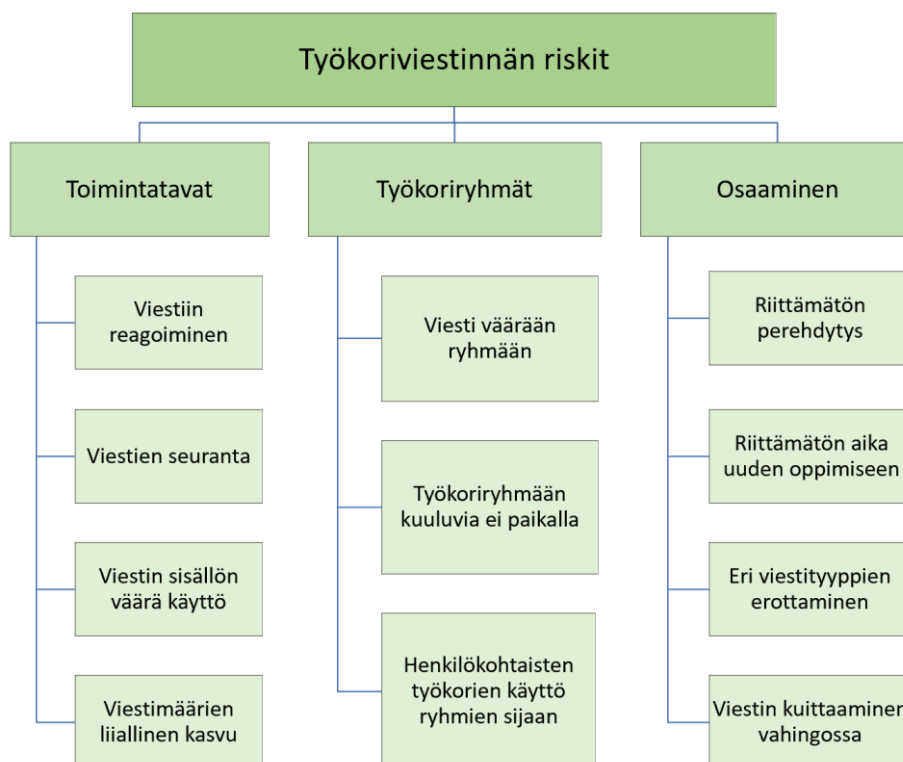 Työkoriviestinnän riskit
Toimintatavat
Viestiin
reagoiminen
Viestien seuranta
Viestin sisällön
väärä käyttö
Viestimäärien
liiallinen kasvu
Työkoriryhmät
Viesti väärään
ryhmään
Työkoriryhmään
kuuluvia ei paikalla
Henkilökohtaisten
työkorien käyttö
ryhmien sijaan
Osaaminen
Riittämätön
perehdytys
Riittämätön aika
uuden oppimiseen
Eri viestityyppien
erottaminen
Viestin kuittaaminen
vahingossa